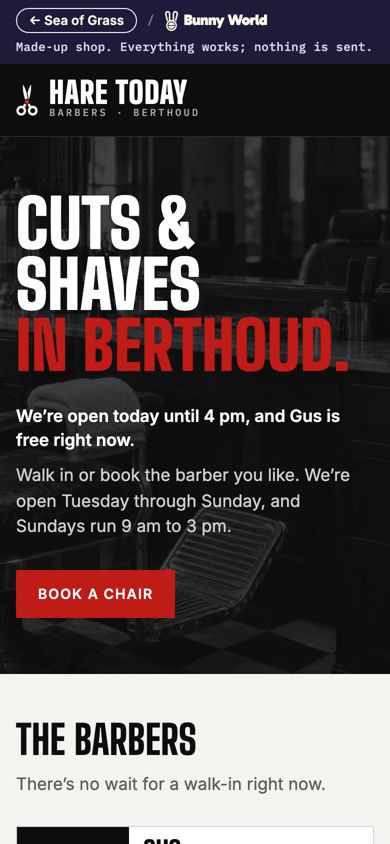 ← Sea of Grass / Bunny World
Made-up shop. Everything works; nothing is sent.
HARE TODAY
BARBERS · BERTHOUD
CUTS &
SHAVES
IN BERTHOUD.
We’re open today until 4 pm, and Gus is
free right now.
Walk in or book the barber you like. We’re
open Tuesday through Sunday, and
Sundays run 9 am to 3 pm.
BOOK A CHAIR
THE BARBERS
There’s no wait for a walk-in right now.
GUS